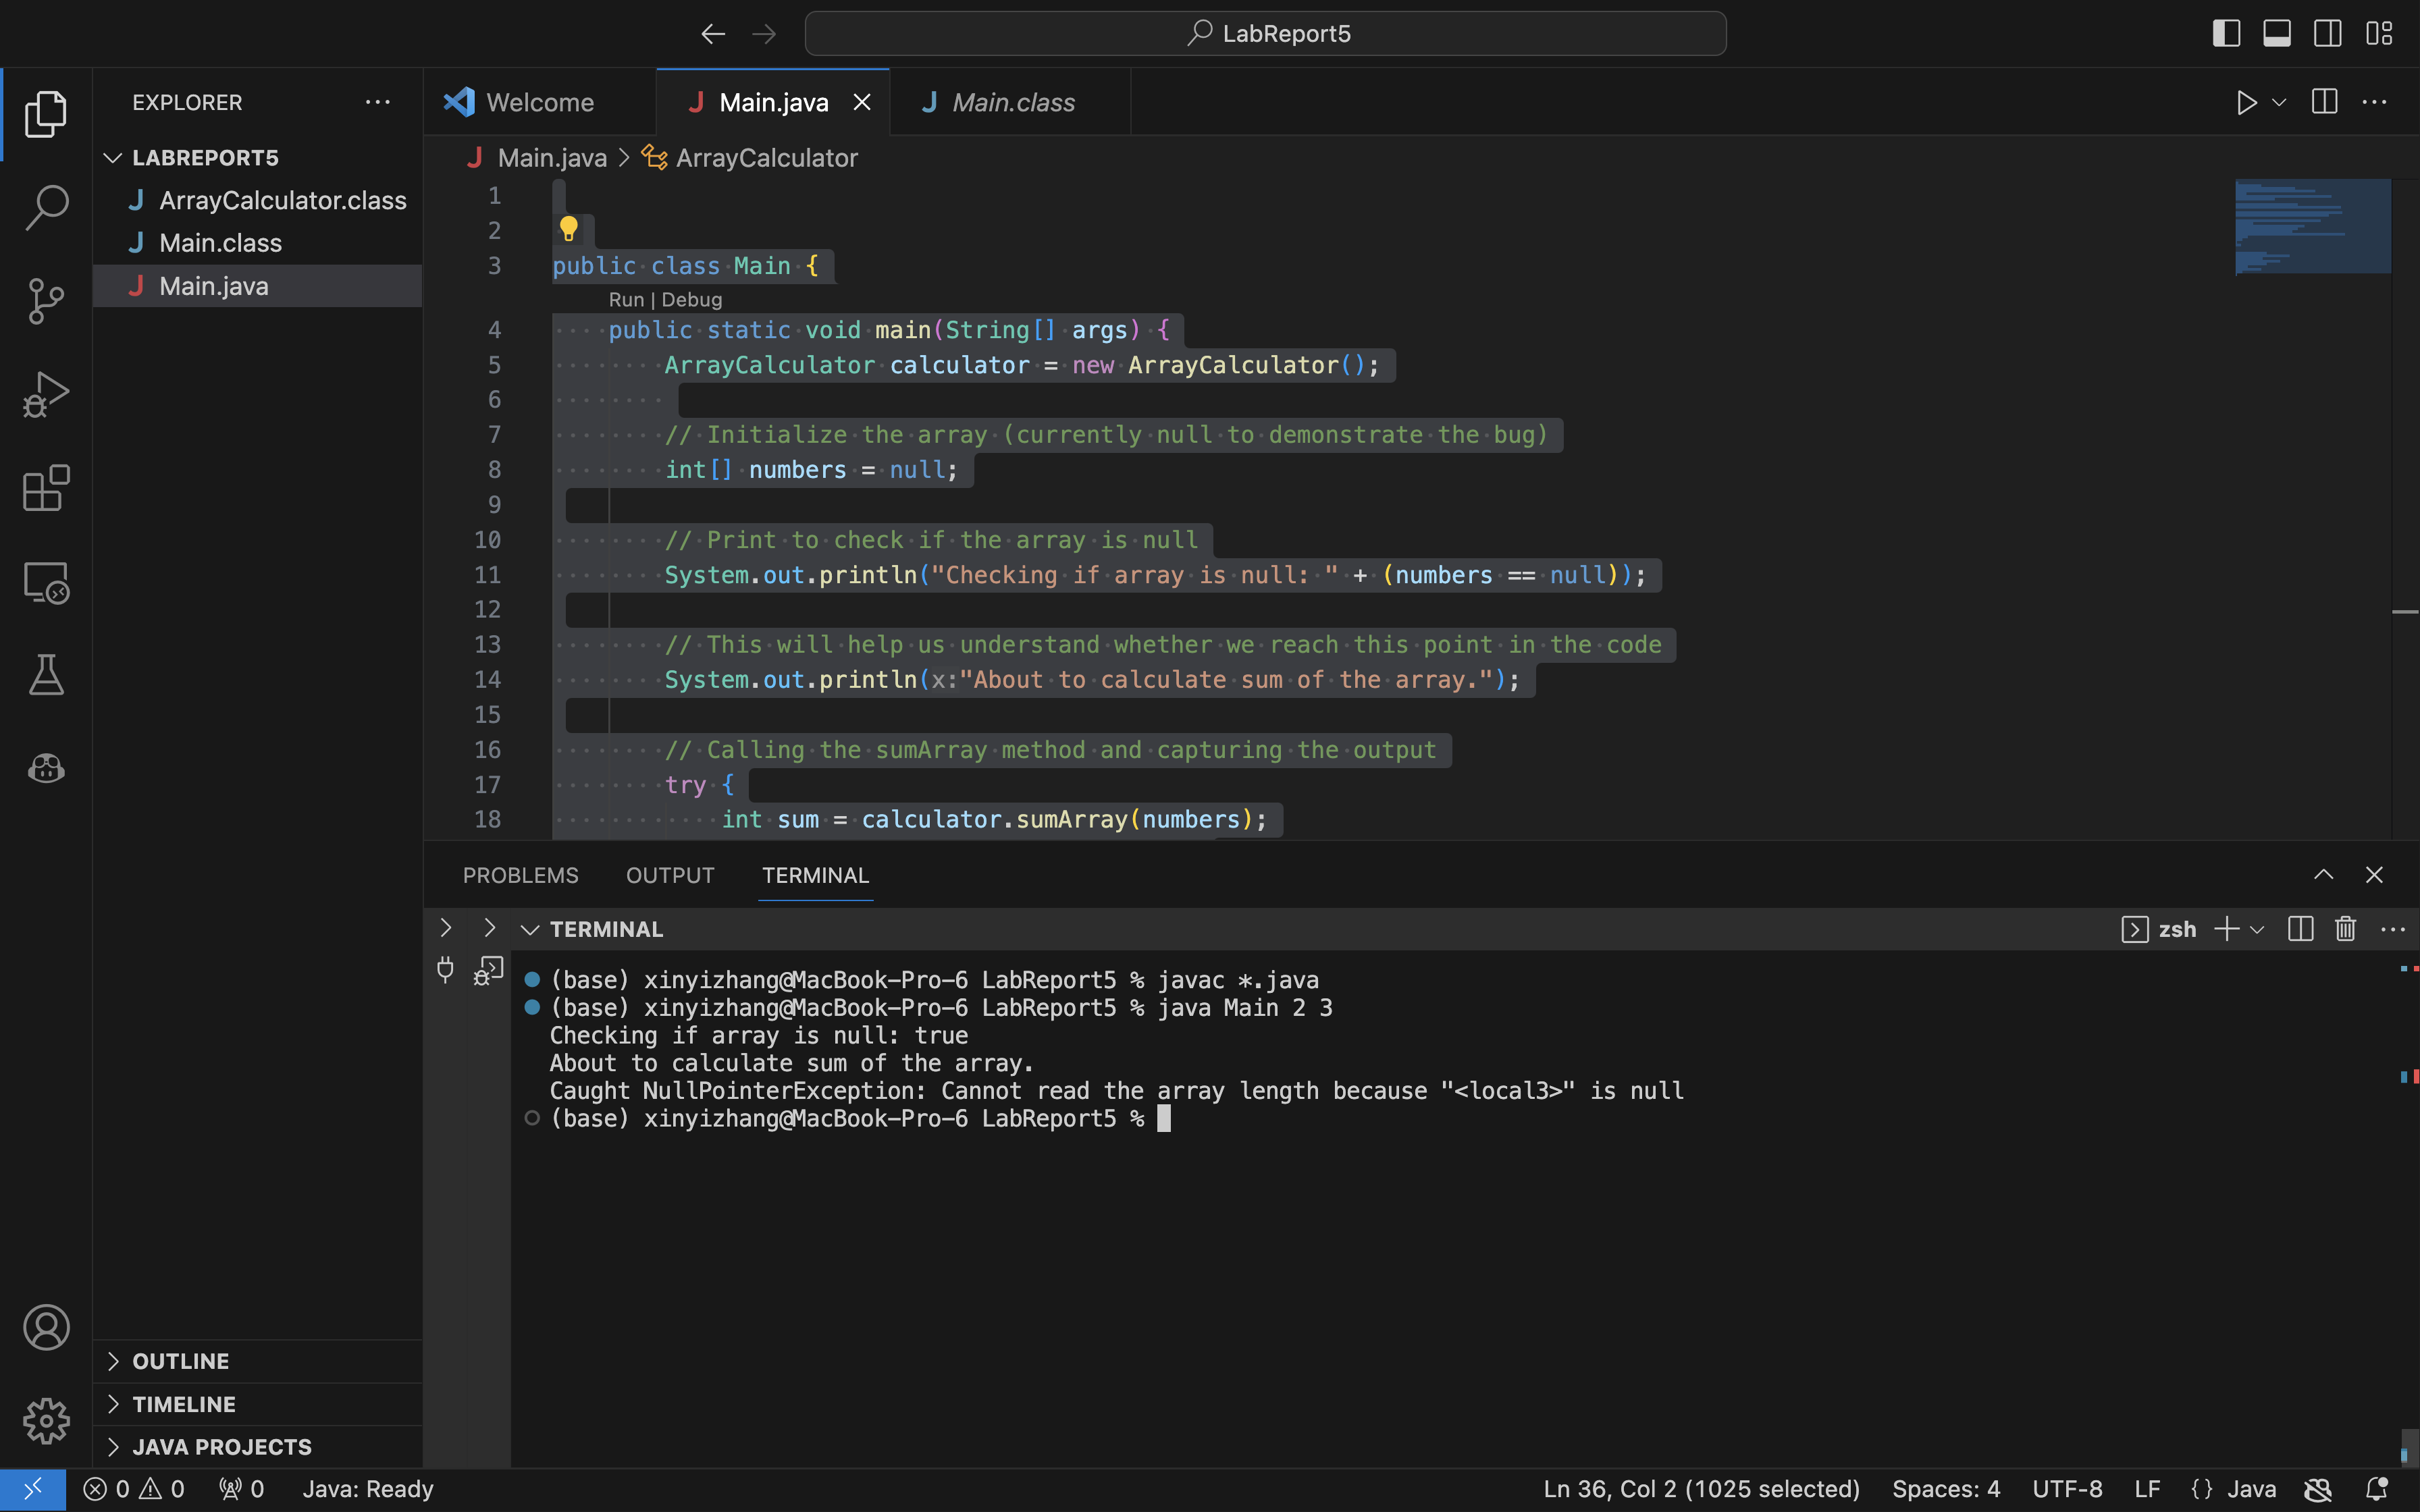 LabReport5
EXPLORER
LABREPORT5
ArrayCalculator.class
Main.class
Main.java
OUTLINE
TIMELINE
JAVA PROJECTS
Welcome
Main.java
Main.class
Main.java > ArrayCalculator
1
2
3 public class Main {
Run | Debug
4 public static void main(String[] args) {
5 ArrayCalculator calculator = new ArrayCalculator();
6
7 // Initialize the array (currently null to demonstrate the bug)
8 int[] numbers = null;
9
10 // Print to check if the array is null
11 System.out.println("Checking if array is null: " + (numbers == null));
12
13 // This will help us understand whether we reach this point in the code
14 System.out.println(x:"About to calculate sum of the array.");
15
16 // Calling the sumArray method and capturing the output
17 try {
18 int sum = calculator.sumArray(numbers);
PROBLEMS OUTPUT TERMINAL
TERMINAL
zsh
(base) xinyizhang@MacBook-Pro-6 LabReport5 % javac *.java
(base) xinyizhang@MacBook-Pro-6 LabReport5 % java Main 2 3
Checking if array is null: true
About to calculate sum of the array.
Caught NullPointerException: Cannot read the array length because "<local3>" is null
(base) xinyizhang@MacBook-Pro-6 LabReport5 %
0 0 0 Java: Ready
Ln 36, Col 2 (1025 selected) Spaces: 4 UTF-8 LF {} Java